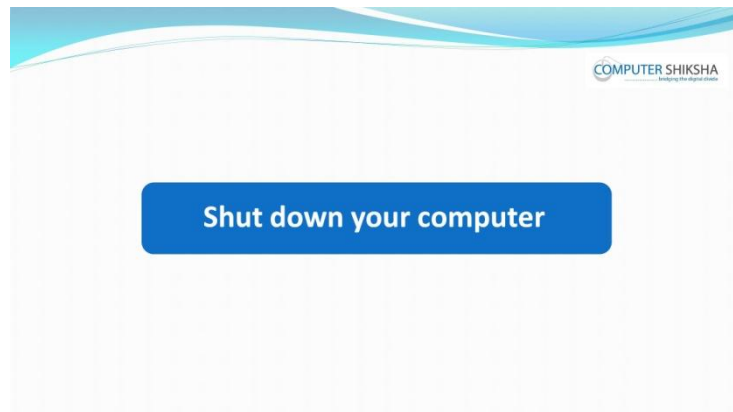 COMPUTER SHIKSHA
bridging the digital divide
Shut down your computer